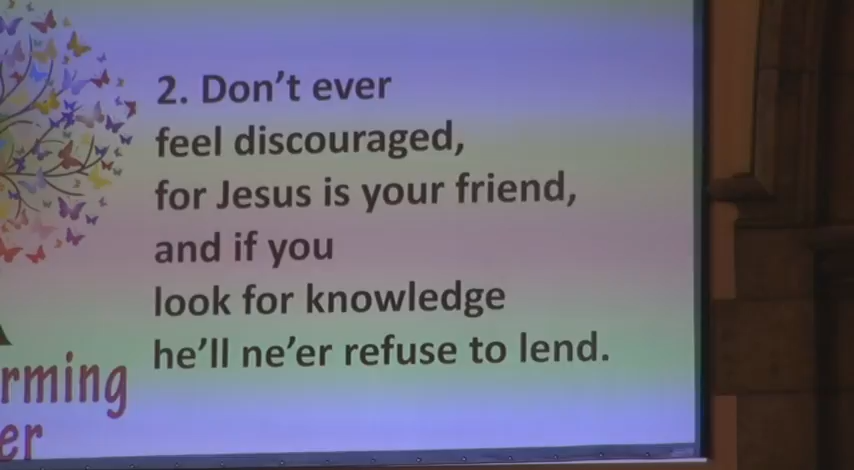 2. Don't ever
feel discouraged,
for Jesus is your friend,
and if you
look for knowledge
he'll ne'er refuse to lend.
rming
er